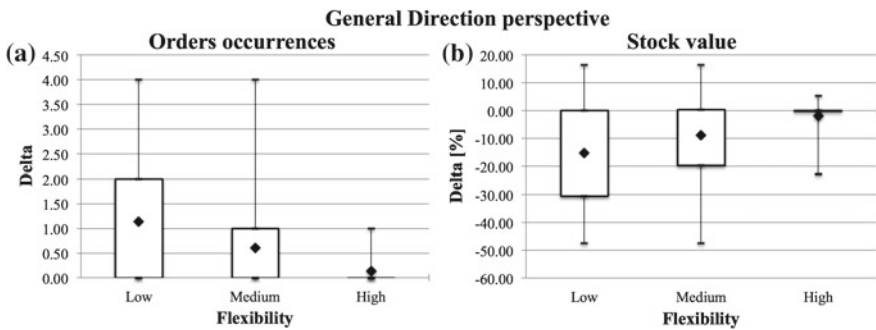 General Direction perspective
(a) Orders occurrences
4.50
4.00
3.50
3.00
2.50
2.00
1.50
1.00
0.50
0.00
Delta
Low Medium High
Flexibility
(b) Stock value
20.00
10.00
0.00
-10.00
-20.00
-30.00
-40.00
-50.00
-60.00
Delta [%]
Low Medium High
Flexibility